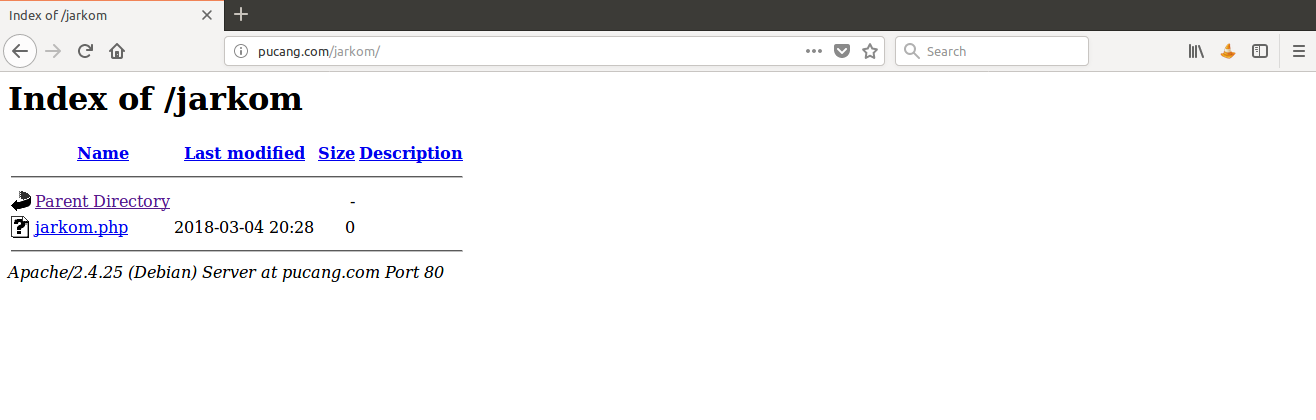 Index of /jarkom
pucang.com/jarkom/
Search
Index of /jarkom
Name Last modified Size Description
Parent Directory -
jarkom.php 2018-03-04 20:28 0
Apache/2.4.25 (Debian) Server at pucang.com Port 80